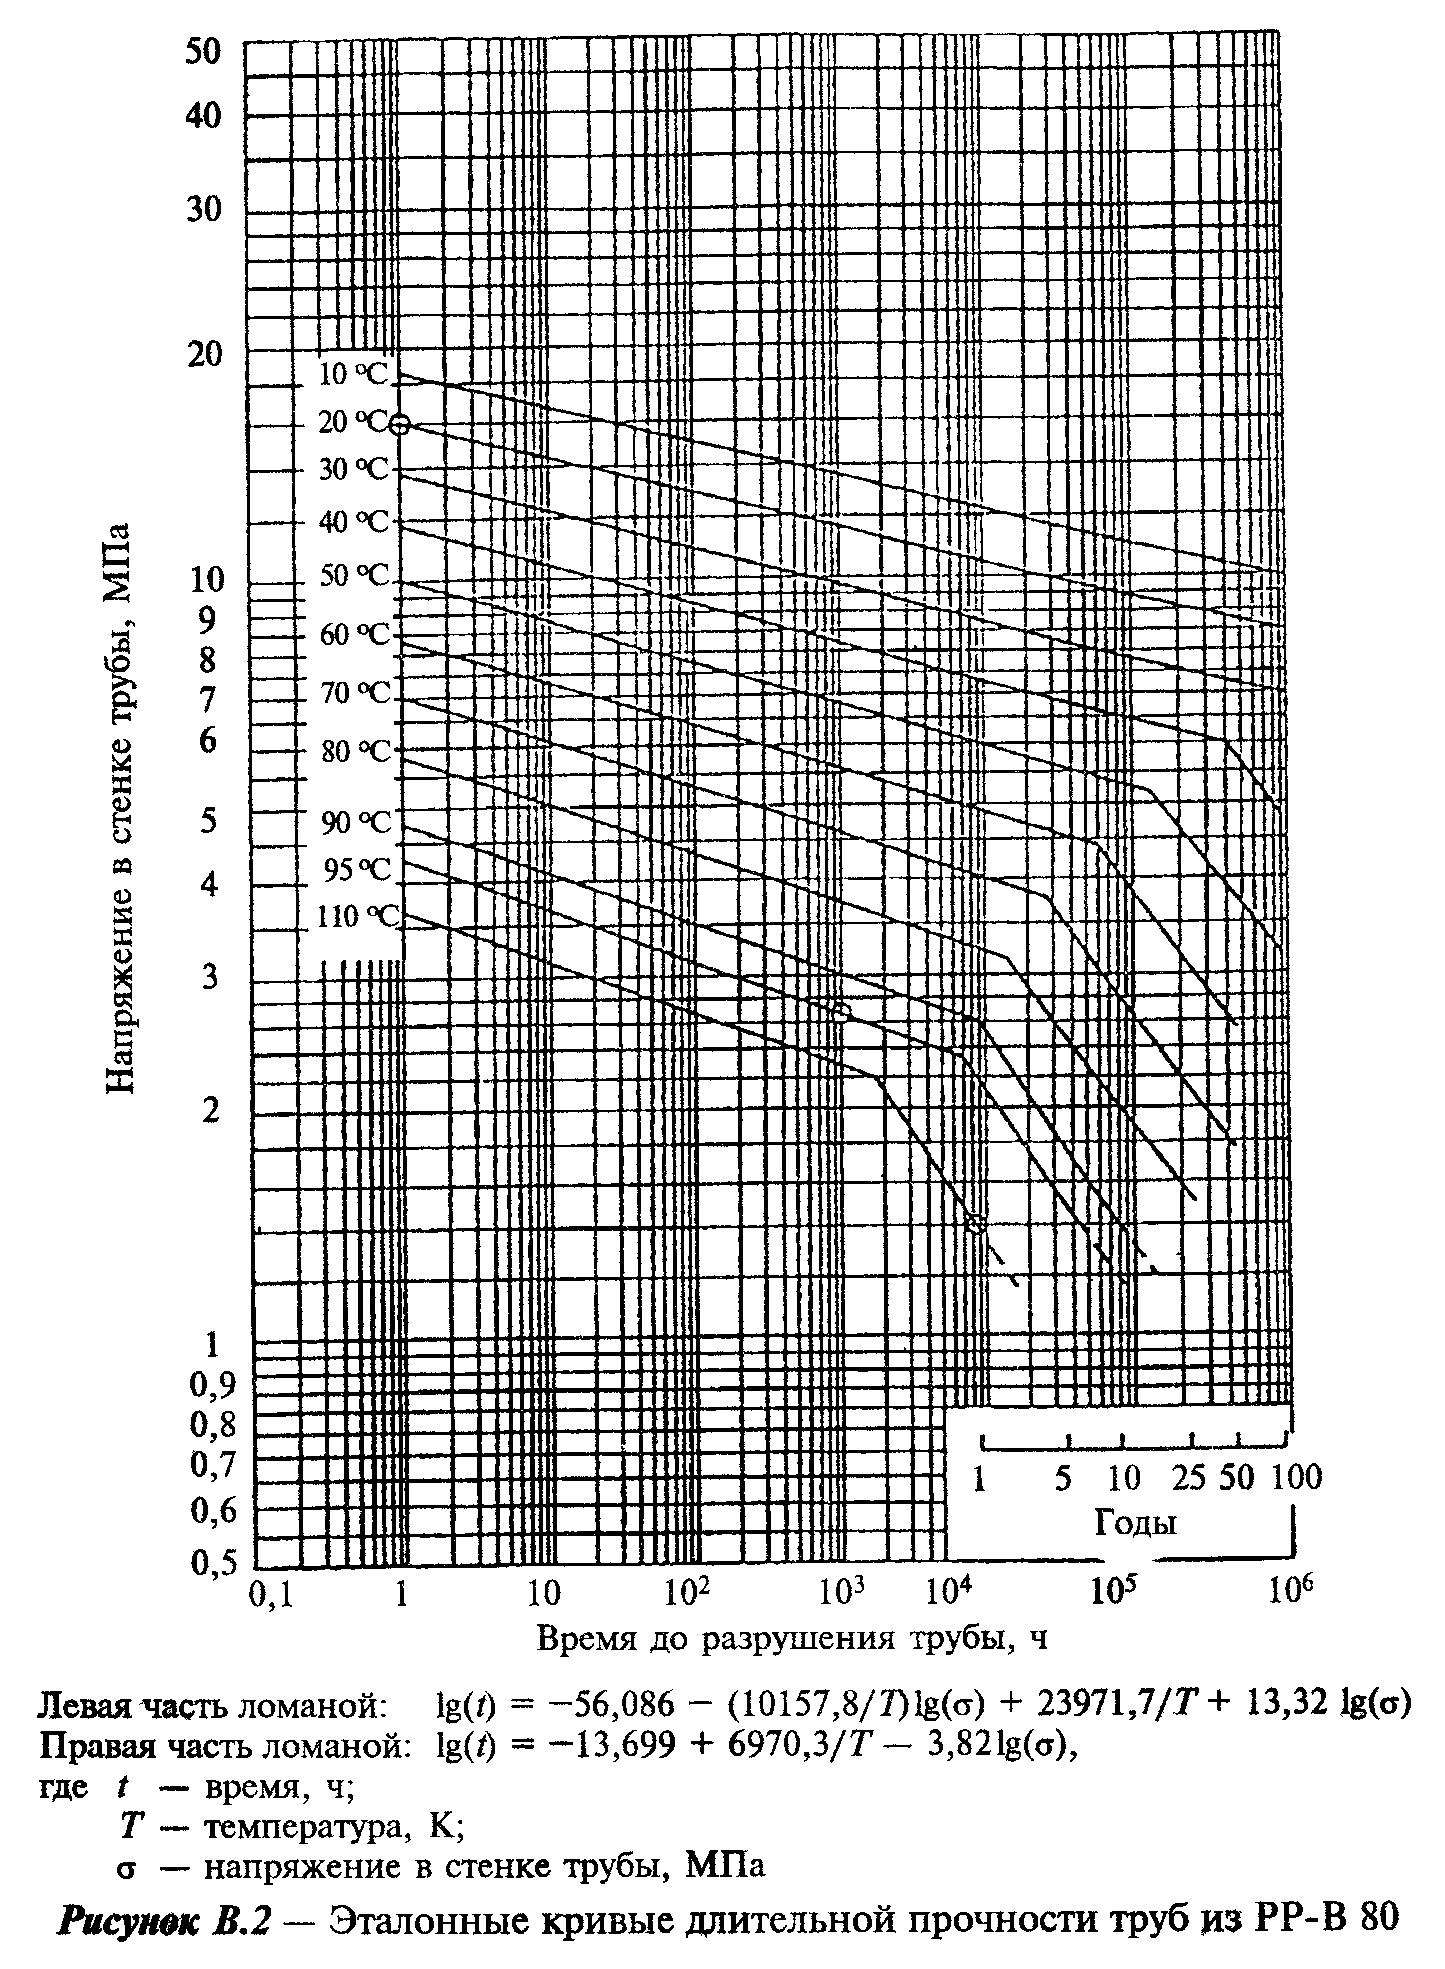 50
40
30
20
10
9
8
7
6
5
4
3
2
1
0,9
0,8
0,7
0,6
0,5
Напряжение в стенке трубы, МПа
10 °C
20 °C
30 °C
40 °C
50 °C
60 °C
70 °C
80 °C
90 °C
95 °C
110 °C
1 5 10 25 50 100
Годы
0,1 1 10 10² 10³ 10⁴ 10⁵ 10⁶
Время до разрушения трубы, ч
Левая часть ломаной: lg(t) = −56,086 − (10157,8/T)lg(σ) + 23971,7/T + 13,32 lg(σ)
Правая часть ломаной: lg(t) = −13,699 + 6970,3/T − 3,82lg(σ),
где t — время, ч;
T — температура, К;
σ — напряжение в стенке трубы, МПа
Рисунок В.2 — Эталонные кривые длительной прочности труб из PP-B 80